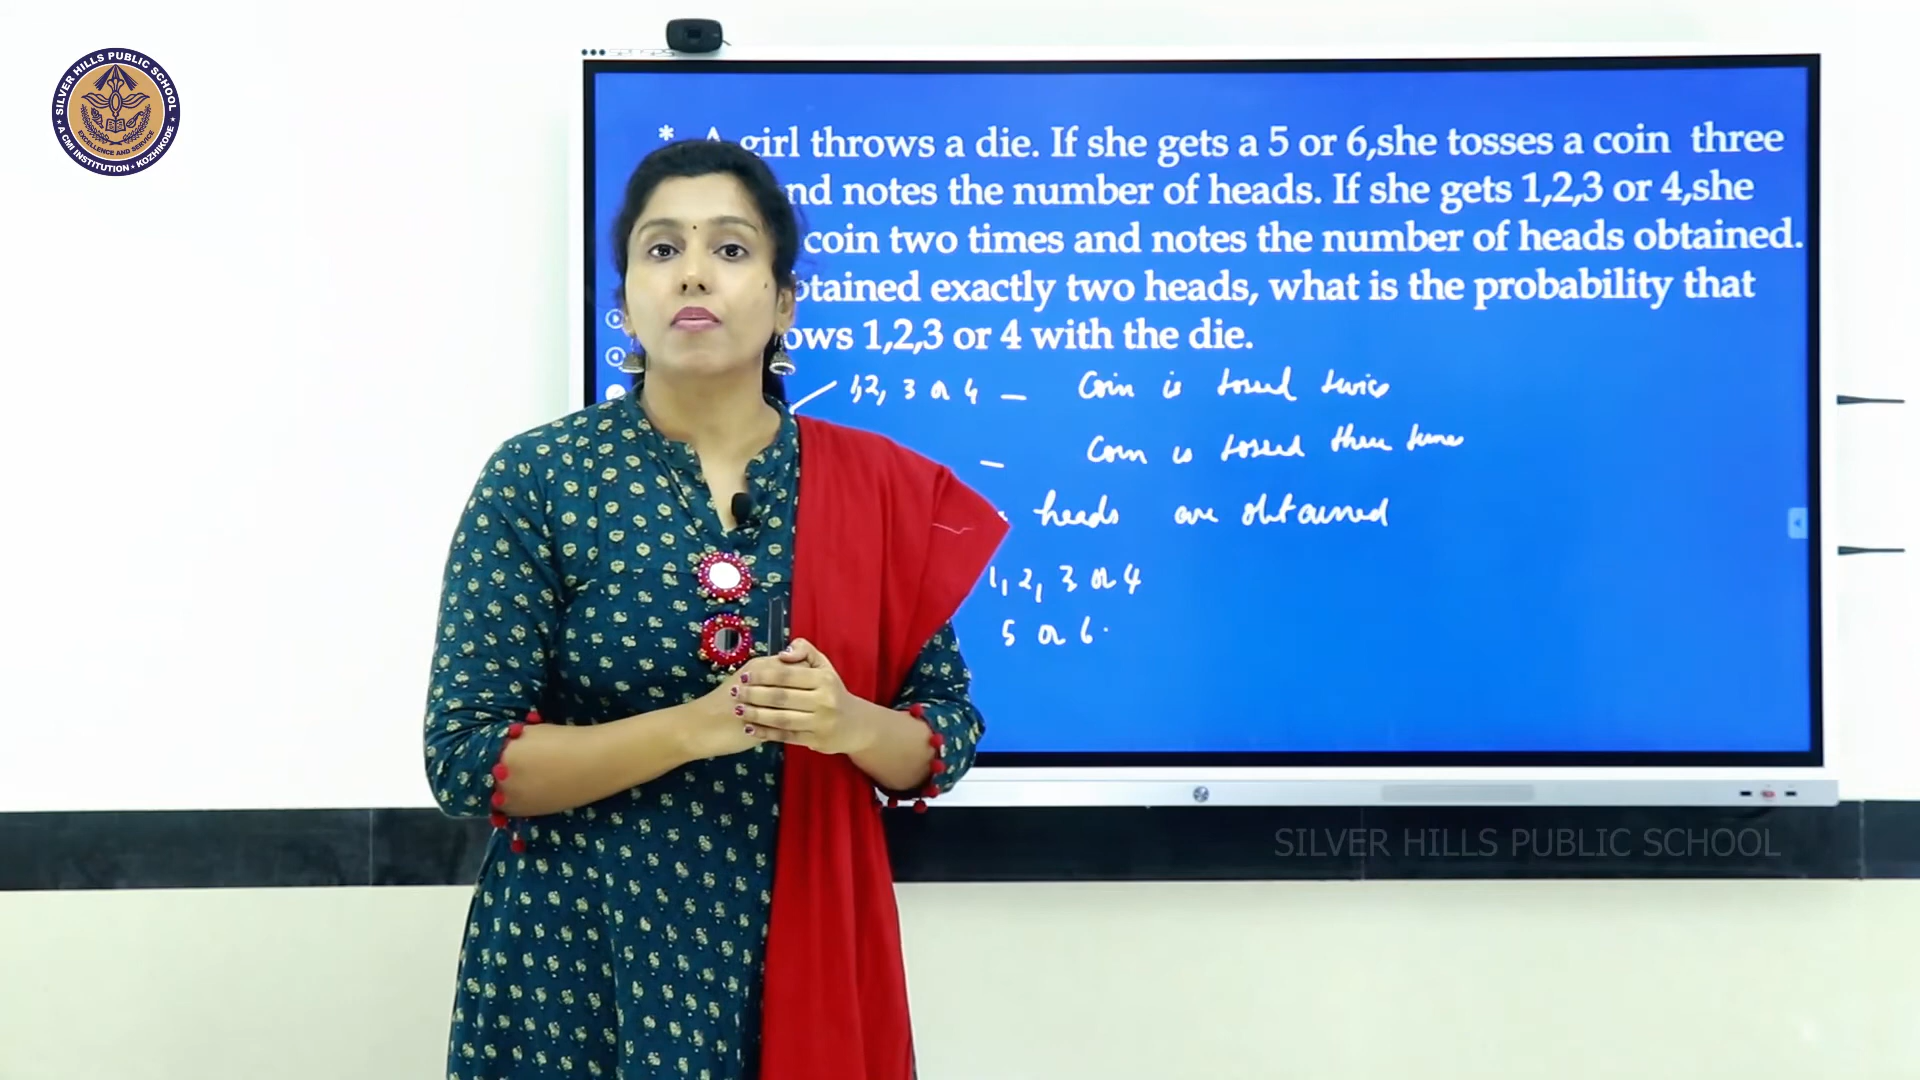 SILVER HILLS PUBLIC SCHOOL
EXCELLENCE AND SERVICE
★ A CMI INSTITUTION • KOZHIKODE ★
* A girl throws a die. If she gets a 5 or 6,she tosses a coin three
nd notes the number of heads. If she gets 1,2,3 or 4,she
coin two times and notes the number of heads obtained.
btained exactly two heads, what is the probability that
ows 1,2,3 or 4 with the die.
1,2, 3 or 4 — Coin is tossed twice
— Coin is tossed three times
heads are obtained
1, 2, 3 or 4
5 or 6.
SILVER HILLS PUBLIC SCHOOL